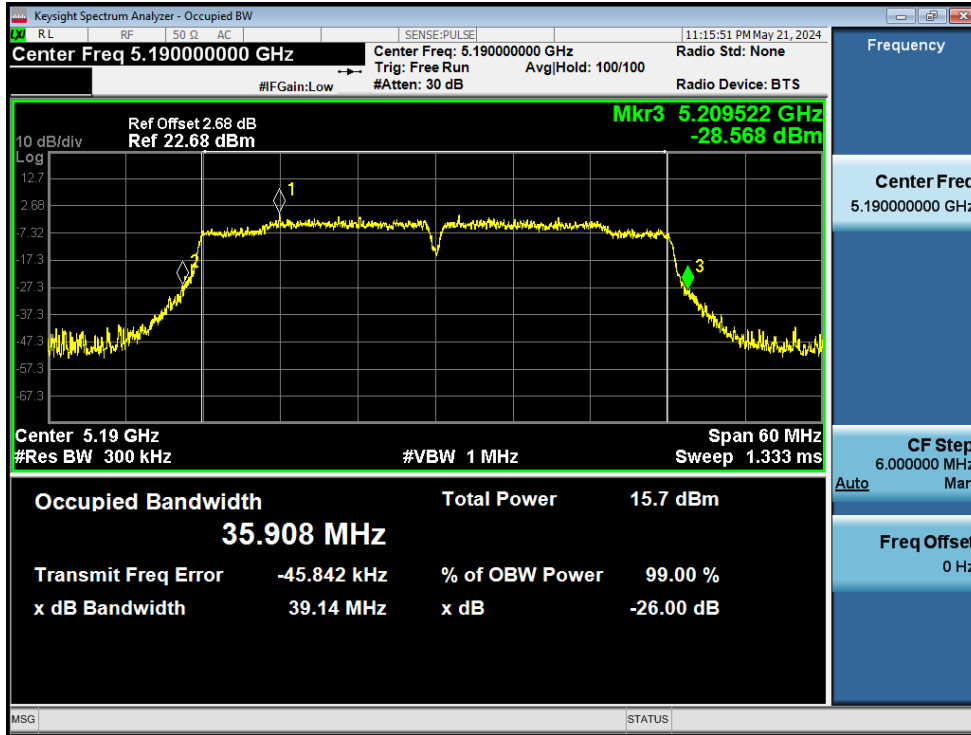 Keysight Spectrum Analyzer - Occupied BW
LXI RL RF 50 Ω AC SENSE:PULSE 11:15:51 PM May 21, 2024
Center Freq 5.190000000 GHz
Center Freq: 5.190000000 GHz Radio Std: None
Trig: Free Run Avg|Hold: 100/100
#IFGain:Low #Atten: 30 dB Radio Device: BTS
Frequency
Mkr3 5.209522 GHz
-28.568 dBm
Ref Offset 2.68 dB
10 dB/div Ref 22.68 dBm
Log
12.7
2.68
-7.32
-17.3
-27.3
-37.3
-47.3
-57.3
-67.3
1
2
3
Center 5.19 GHz Span 60 MHz
#Res BW 300 kHz #VBW 1 MHz Sweep 1.333 ms
Occupied Bandwidth Total Power 15.7 dBm
35.908 MHz
Transmit Freq Error -45.842 kHz % of OBW Power 99.00 %
x dB Bandwidth 39.14 MHz x dB -26.00 dB
Center Freq
5.190000000 GHz
CF Step
6.000000 MHz
Auto Man
Freq Offset
0 Hz
MSG STATUS